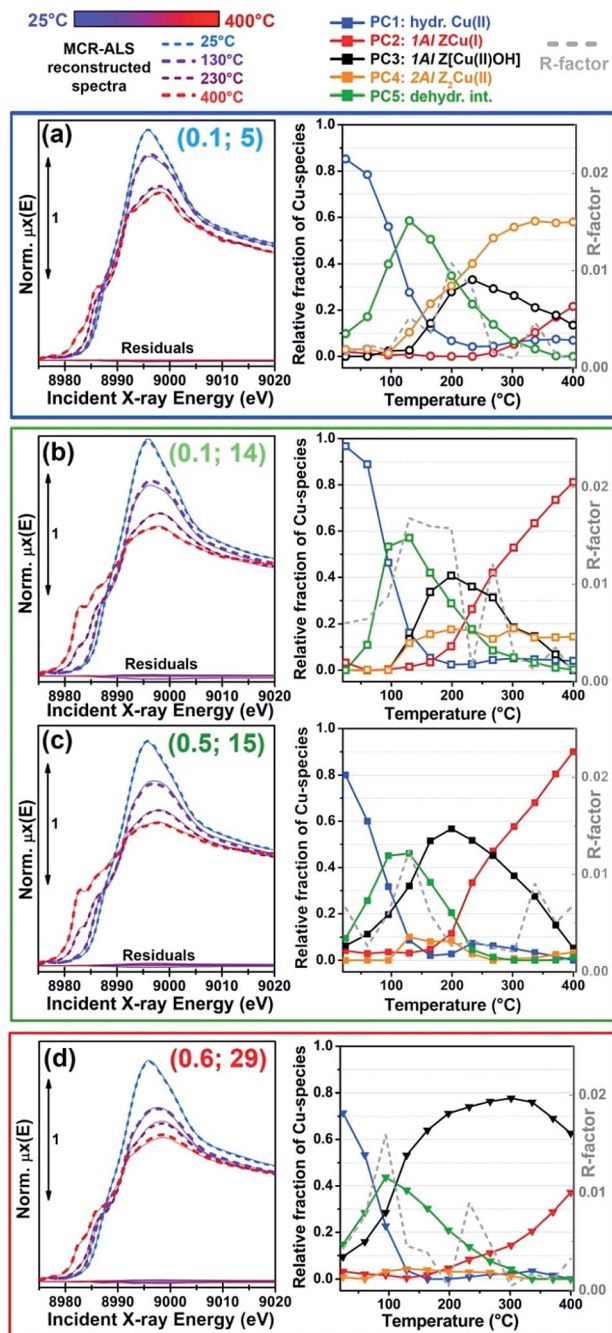 25°C 400°C
MCR-ALS
reconstructed
spectra
25°C
130°C
230°C
400°C
PC1: hydr. Cu(II)
PC2: 1Al ZCu(I)
PC3: 1Al Z[Cu(II)OH]
PC4: 2Al Z₂Cu(II)
PC5: dehydr. int.
R-factor
(a)
(0.1; 5)
Norm. μx(E)
1
Residuals
8980 8990 9000 9010 9020
Incident X-ray Energy (eV)
Relative fraction of Cu-species
1.0
0.8
0.6
0.4
0.2
0.0
100 200 300 400
Temperature (°C)
0.02
0.01
0.00
R-factor
(b)
(0.1; 14)
Norm. μx(E)
1
Residuals
8980 8990 9000 9010 9020
Incident X-ray Energy (eV)
Relative fraction of Cu-species
1.0
0.8
0.6
0.4
0.2
0.0
100 200 300 400
Temperature (°C)
0.02
0.01
0.00
R-factor
(c)
(0.5; 15)
Norm. μx(E)
1
Residuals
8980 8990 9000 9010 9020
Incident X-ray Energy (eV)
Relative fraction of Cu-species
1.0
0.8
0.6
0.4
0.2
0.0
100 200 300 400
Temperature (°C)
0.02
0.01
0.00
R-factor
(d)
(0.6; 29)
Norm. μx(E)
1
8980 8990 9000 9010 9020
Incident X-ray Energy (eV)
Relative fraction of Cu-species
1.0
0.8
0.6
0.4
0.2
0.0
100 200 300 400
Temperature (°C)
0.02
0.01
0.00
R-factor